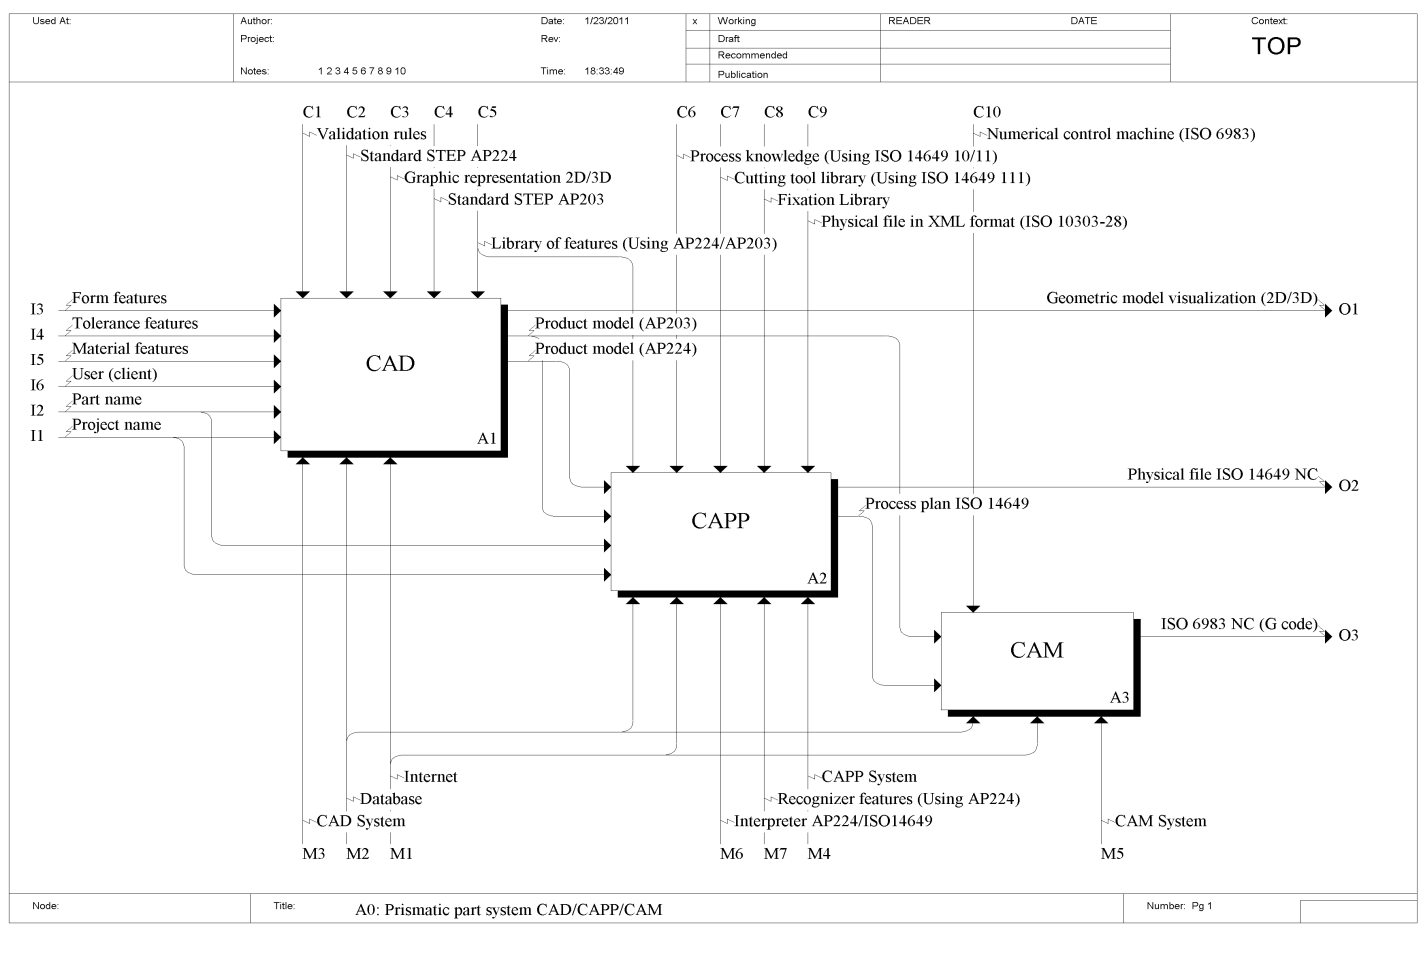 Used At: Author: Date: 1/23/2011 x Working READER DATE Context:
Project: Rev: Draft TOP
Recommended
Notes: 1 2 3 4 5 6 7 8 9 10 Time: 18:33:49 Publication
C1 C2 C3 C4 C5 C6 C7 C8 C9 C10
Validation rules Numerical control machine (ISO 6983)
Standard STEP AP224 Process knowledge (Using ISO 14649 10/11)
Graphic representation 2D/3D Cutting tool library (Using ISO 14649 111)
Standard STEP AP203 Fixation Library
Physical file in XML format (ISO 10303-28)
Library of features (Using AP224/AP203)
Form features Geometric model visualization (2D/3D)
I3 O1
Tolerance features Product model (AP203)
I4
Material features Product model (AP224)
I5 CAD
User (client)
I6
Part name
I2
Project name
I1 A1
Physical file ISO 14649 NC
O2
Process plan ISO 14649
CAPP
A2
ISO 6983 NC (G code)
O3
CAM
A3
Internet CAPP System
Database Recognizer features (Using AP224)
CAD System Interpreter AP224/ISO14649 CAM System
M3 M2 M1 M6 M7 M4 M5
Node: Title: A0: Prismatic part system CAD/CAPP/CAM Number: Pg 1